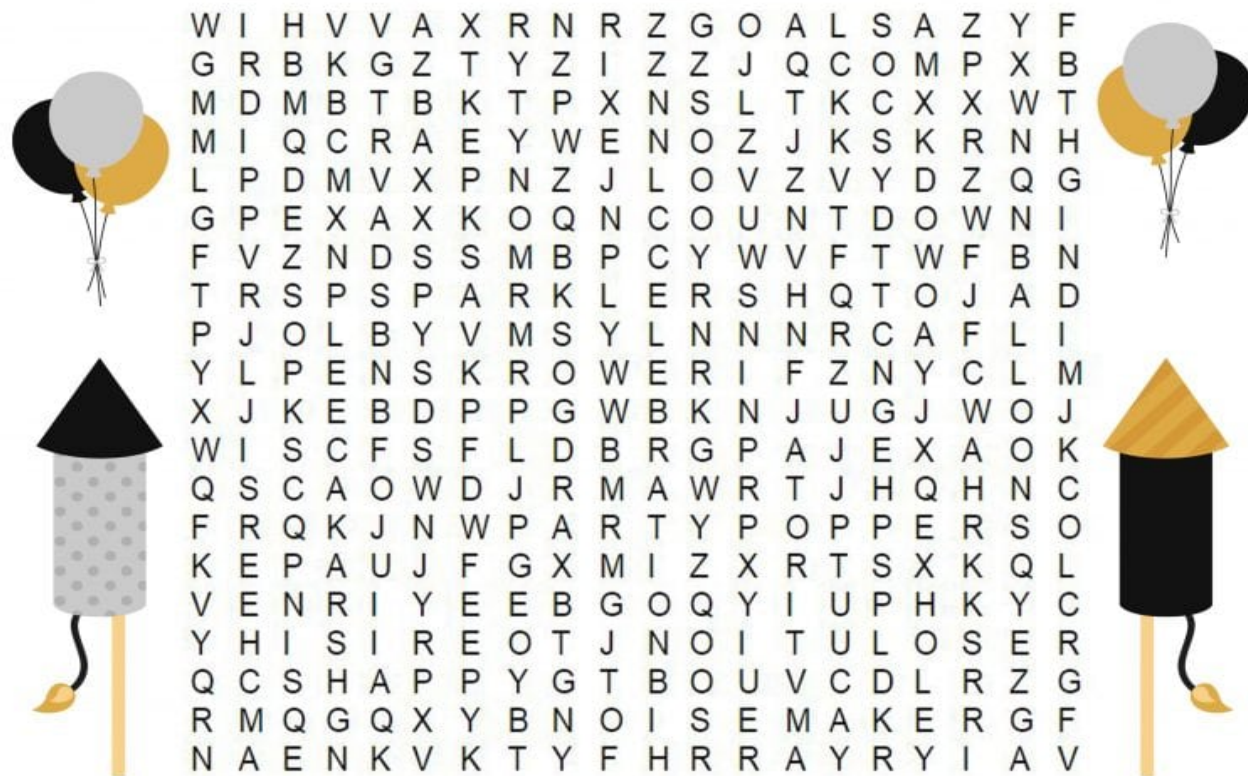 W I H V V A X R N R Z G O A L S A Z Y F
G R B K G Z T Y Z I Z Z J Q C O M P X B
M D M B T B K T P X N S L T K C X X W T
M I Q C R A E Y W E N O Z J K S K R N H
L P D M V X P N Z J L O V Z V Y D Z Q G
G P E X A X K O Q N C O U N T D O W N I
F V Z N D S S M B P C Y W V F T W F B N
T R S P S P A R K L E R S H Q T O J A D
P J O L B Y V M S Y L N N N R C A F L I
Y L P E N S K R O W E R I F Z N Y C L M
X J K E B D P P G W B K N J U G J W O J
W I S C F S F L D B R G P A J E X A O K
Q S C A O W D J R M A W R T J H Q H N C
F R Q K J N W P A R T Y P O P P E R S O
K E P A U J F G X M I Z X R T S X K Q L
V E N R I Y E E B G O Q Y I U P H K Y C
Y H I S I R E O T J N O I T U L O S E R
Q C S H A P P Y G T B O U V C D L R Z G
R M Q G Q X Y B N O I S E M A K E R G F
N A E N K V K T Y F H R R A Y R Y I A V